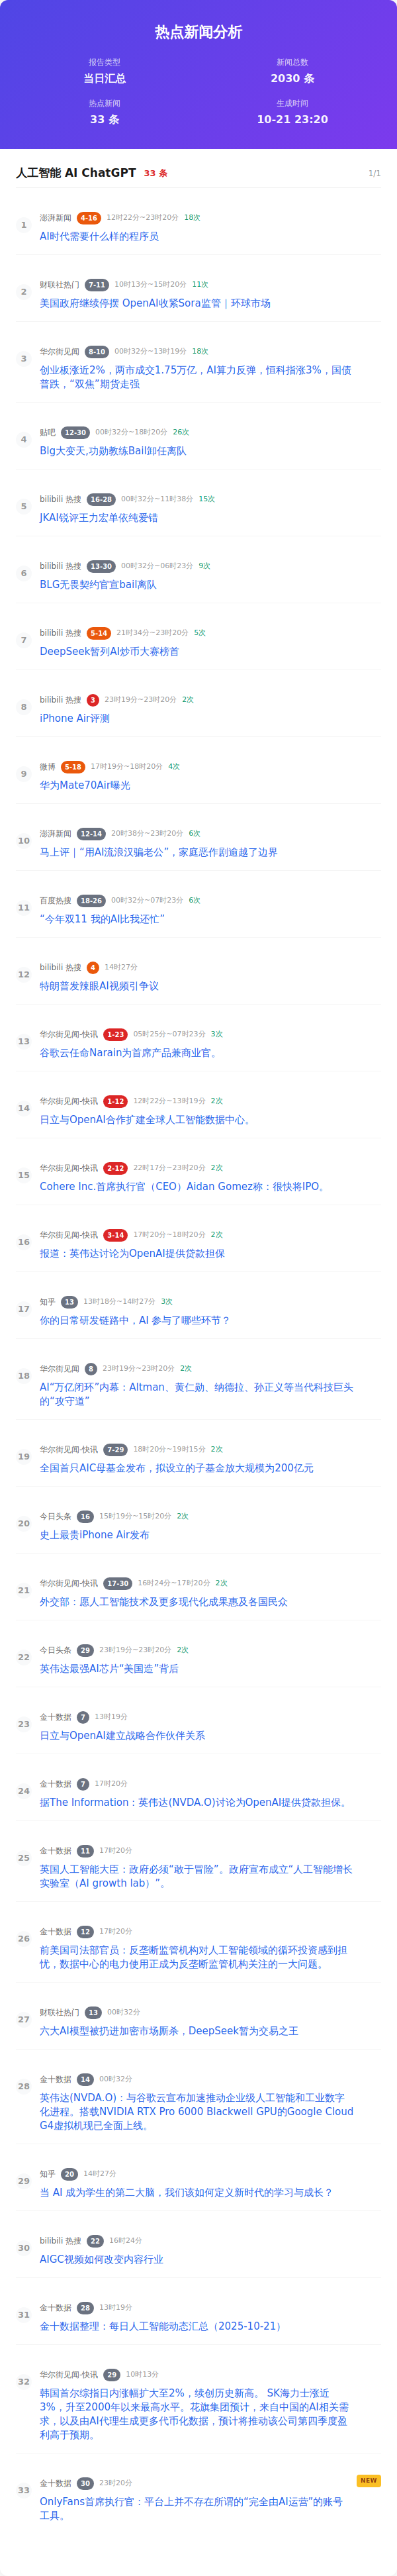 热点新闻分析
报告类型
新闻总数
当日汇总
2030 条
热点新闻
生成时间
33 条
10-21 23:20
人工智能 AI ChatGPT 33 条 1/1
1
澎湃新闻 4-16 12时22分~23时20分 18次
AI时代需要什么样的程序员
2
财联社热门 7-11 10时13分~15时20分 11次
美国政府继续停摆 OpenAI收紧Sora监管｜环球市场
3
华尔街见闻 8-10 00时32分~13时19分 18次
创业板涨近2%，两市成交1.75万亿，AI算力反弹，恒科指涨3%，国债
普跌，“双焦”期货走强
4
贴吧 12-30 00时32分~18时20分 26次
Blg大变天,功勋教练Bail卸任离队
5
bilibili 热搜 16-28 00时32分~11时38分 15次
JKAI锐评王力宏单依纯爱错
6
bilibili 热搜 13-30 00时32分~06时23分 9次
BLG无畏契约官宣bail离队
7
bilibili 热搜 5-14 21时34分~23时20分 5次
DeepSeek暂列AI炒币大赛榜首
8
bilibili 热搜 3 23时19分~23时20分 2次
iPhone Air评测
9
微博 5-18 17时19分~18时20分 4次
华为Mate70Air曝光
10
澎湃新闻 12-14 20时38分~23时20分 6次
马上评｜“用AI流浪汉骗老公”，家庭恶作剧逾越了边界
11
百度热搜 18-26 00时32分~07时23分 6次
“今年双11 我的AI比我还忙”
12
bilibili 热搜 4 14时27分
特朗普发辣眼AI视频引争议
13
华尔街见闻-快讯 1-23 05时25分~07时23分 3次
谷歌云任命Narain为首席产品兼商业官。
14
华尔街见闻-快讯 1-12 12时22分~13时19分 2次
日立与OpenAI合作扩建全球人工智能数据中心。
15
华尔街见闻-快讯 2-12 22时17分~23时20分 2次
Cohere Inc.首席执行官（CEO）Aidan Gomez称：很快将IPO。
16
华尔街见闻-快讯 3-14 17时20分~18时20分 2次
报道：英伟达讨论为OpenAI提供贷款担保
17
知乎 13 13时18分~14时27分 3次
你的日常研发链路中，AI 参与了哪些环节？
18
华尔街见闻 8 23时19分~23时20分 2次
AI“万亿闭环”内幕：Altman、黄仁勋、纳德拉、孙正义等当代科技巨头
的“攻守道”
19
华尔街见闻-快讯 7-29 18时20分~19时15分 2次
全国首只AIC母基金发布，拟设立的子基金放大规模为200亿元
20
今日头条 16 15时19分~15时20分 2次
史上最贵iPhone Air发布
21
华尔街见闻-快讯 17-30 16时24分~17时20分 2次
外交部：愿人工智能技术及更多现代化成果惠及各国民众
22
今日头条 29 23时19分~23时20分 2次
英伟达最强AI芯片“美国造”背后
23
金十数据 7 13时19分
日立与OpenAI建立战略合作伙伴关系
24
金十数据 7 17时20分
据The Information：英伟达(NVDA.O)讨论为OpenAI提供贷款担保。
25
金十数据 11 17时20分
英国人工智能大臣：政府必须“敢于冒险”。政府宣布成立“人工智能增长
实验室（AI growth lab）”。
26
金十数据 12 17时20分
前美国司法部官员：反垄断监管机构对人工智能领域的循环投资感到担
忧，数据中心的电力使用正成为反垄断监管机构关注的一大问题。
27
财联社热门 13 00时32分
六大AI模型被扔进加密市场厮杀，DeepSeek暂为交易之王
28
金十数据 14 00时32分
英伟达(NVDA.O)：与谷歌云宣布加速推动企业级人工智能和工业数字
化进程。搭载NVIDIA RTX Pro 6000 Blackwell GPU的Google Cloud
G4虚拟机现已全面上线。
29
知乎 20 14时27分
当 AI 成为学生的第二大脑，我们该如何定义新时代的学习与成长？
30
bilibili 热搜 22 16时24分
AIGC视频如何改变内容行业
31
金十数据 28 13时19分
金十数据整理：每日人工智能动态汇总（2025-10-21）
32
华尔街见闻-快讯 29 10时13分
韩国首尔综指日内涨幅扩大至2%，续创历史新高。 SK海力士涨近
3%，升至2000年以来最高水平。花旗集团预计，来自中国的AI相关需
求，以及由AI代理生成更多代币化数据，预计将推动该公司第四季度盈
利高于预期。
33
金十数据 30 23时20分 NEW
OnlyFans首席执行官：平台上并不存在所谓的“完全由AI运营”的账号
工具。